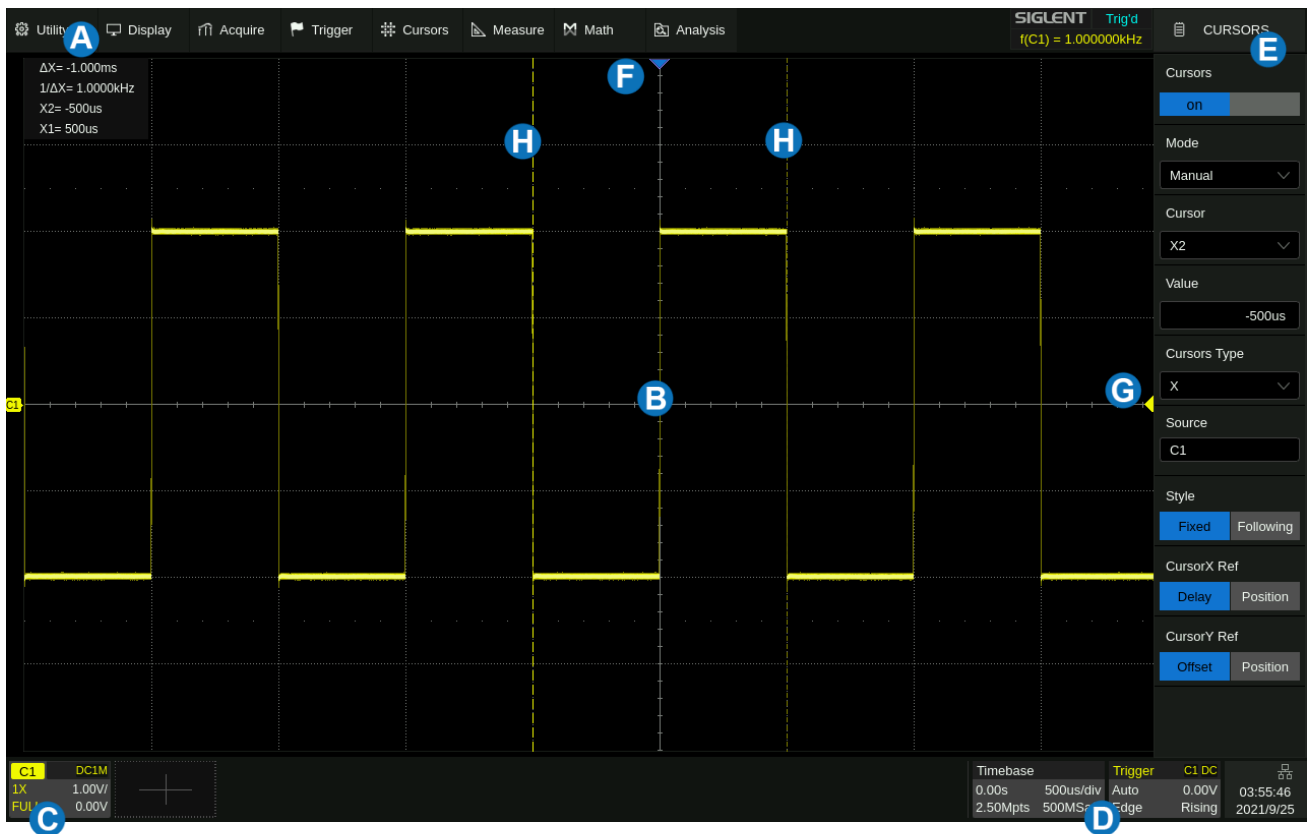 Utility
Display
Acquire
Trigger
Cursors
Measure
Math
Analysis
SIGLENT
Trig'd
f(C1) = 1.000000kHz
CURSORS
A
E
F
ΔX= -1.000ms
1/ΔX= 1.0000kHz
X2= -500us
X1= 500us
H
H
Cursors
on
Mode
Manual
Cursor
X2
Value
-500us
Cursors Type
X
B
G
C1
Source
C1
Style
Fixed
Following
CursorX Ref
Delay
Position
CursorY Ref
Offset
Position
C1
DC1M
1X
1.00V/
FULL
0.00V
C
Timebase
0.00s
500us/div
2.50Mpts
500MSa
D
Trigger
C1 DC
Auto
0.00V
Edge
Rising
03:55:46
2021/9/25